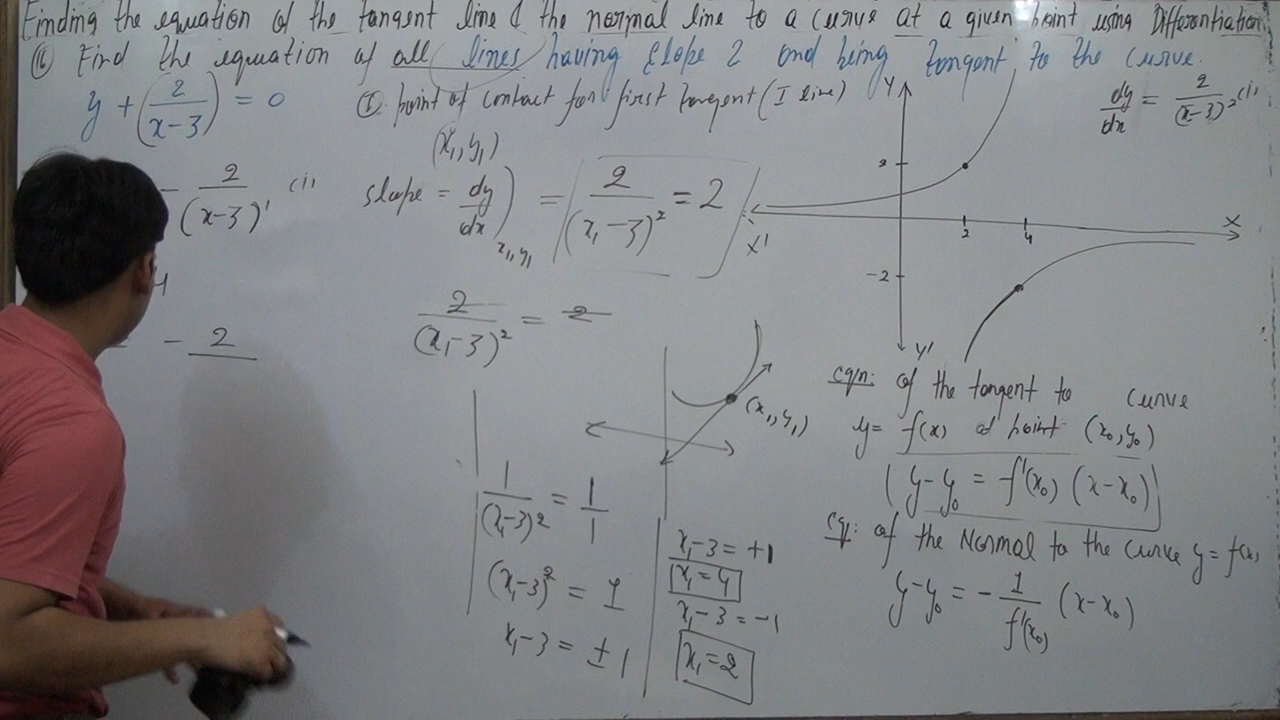 Finding the equation of the tangent line & the normal line to a curve at a given point using Differentiation.
(16) Find the equation of all lines having slope 2 and being tangent to the curve.
y + (2/(x-3)) = 0
- 2/(x-3)' (1)
- 2
(I) point of contact for first tangent (I line)
(x₁, y₁)
slope = dy/dx)x₁,y₁ = 2/(x₁-3)² = 2
2/(x₁-3)² = 2
(x₁, y₁)
1/(x₁-3)² = 1/1
(x₁-3)² = 1
x₁-3 = ±1
x₁-3 = +1
x₁ = 4
x₁-3 = -1
x₁ = 2
Y
X
X'
Y'
2
2
4
-2
dy/dx = 2/(x-3)² (1)
eqn: of the tangent to curve
y = f(x) at point (x₀, y₀)
y-y₀ = f'(x₀) (x-x₀)
eq: of the Normal to the curve y = f(x)
y-y₀ = - 1/f'(x₀) (x-x₀)